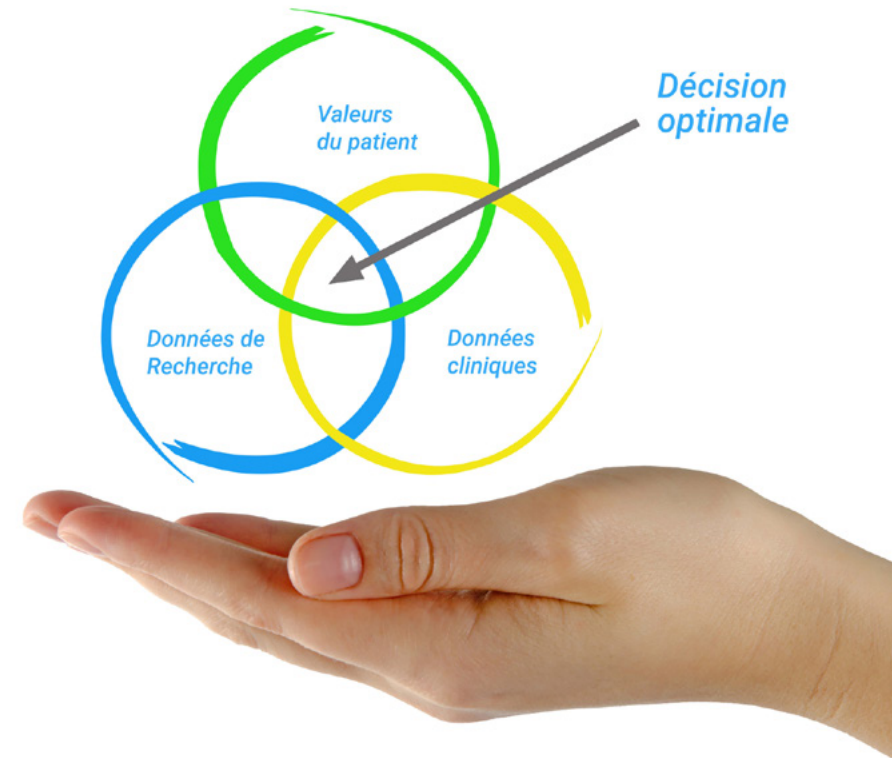 Valeurs
du patient
Décision
optimale
Données de
Recherche
Données
cliniques